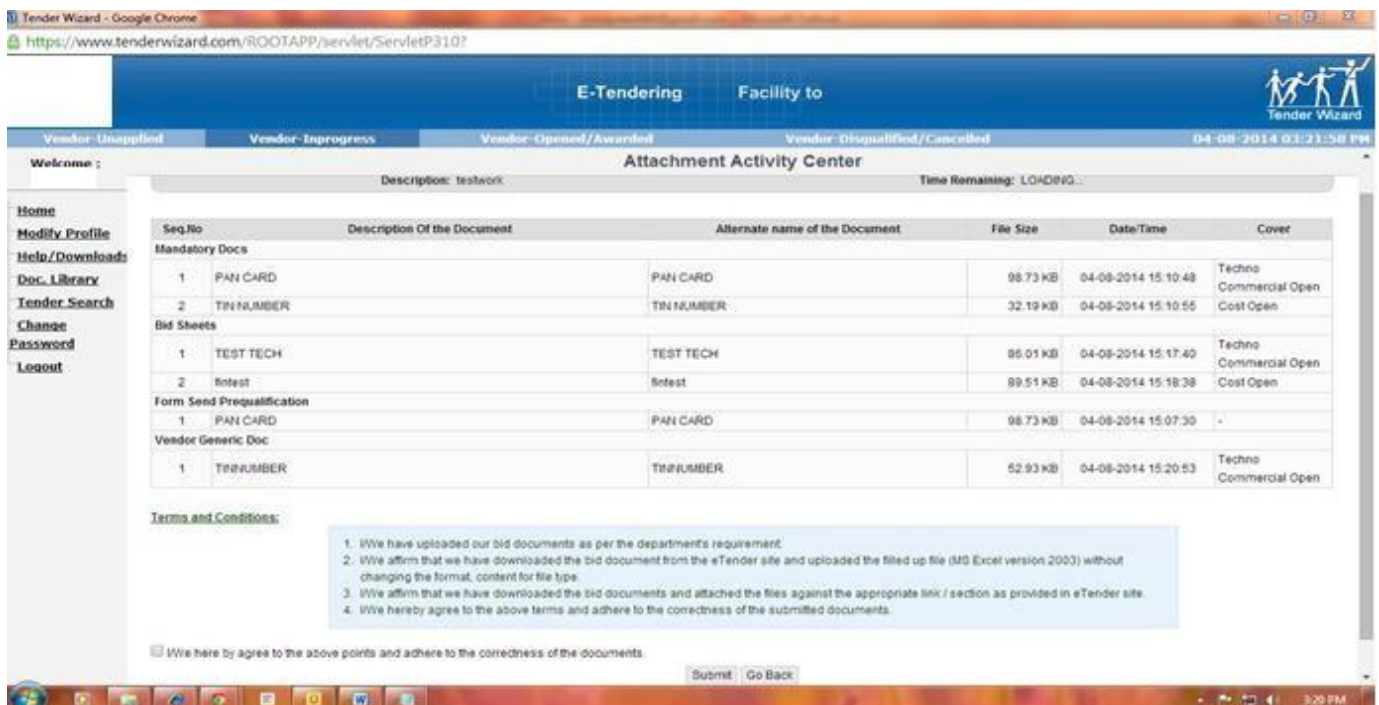 Tender Wizard - Google Chrome
https://www.tenderwizard.com/ROOTAPP/servlet/ServletP310?
E-Tendering Facility to
Tender Wizard
Vendor-Unapplied Vendor-Inprogress Vendor-Opened/Awarded Vendor-Disqualified/Cancelled 04-08-2014 03:21:58 PM
Welcome : Attachment Activity Center
Description: testwork Time Remaining: LOADING...
Home
Modify Profile
Help/Downloads
Doc. Library
Tender Search
Change
Password
Logout
Seq.No Description Of the Document Alternate name of the Document File Size Date/Time Cover
Mandatory Docs
1 PAN CARD PAN CARD 98.73 KB 04-08-2014 15:10:48 Techno
Commercial Open
2 TIN NUMBER TIN NUMBER 32.19 KB 04-08-2014 15:10:55 Cost Open
Bid Sheets
1 TEST TECH TEST TECH 04-08-2014 15:17:40 Techno
Commercial Open
2 fintest fintest 89.51 KB 04-08-2014 15:18:38 Cost Open
Form Send Prequalification
1 PAN CARD PAN CARD 98.73 KB 04-08-2014 15:07:30 -
Vendor Generic Doc
1 TINNUMBER TINNUMBER 52.93 KB 04-08-2014 15:20:53 Techno
Commercial Open
Terms and Conditions:
1. I/We have uploaded our bid documents as per the department's requirement.
2. I/We affirm that we have downloaded the bid document from the eTender site and uploaded the filled up file (MS Excel version 2003) without
changing the format, content for file type.
3. I/We affirm that we have downloaded the bid documents and attached the files against the appropriate link / section as provided in eTender site.
4. I/We hereby agree to the above terms and adhere to the correctness of the submitted documents.
I/We here by agree to the above points and adhere to the correctness of the documents.
Submit Go Back
3:20 PM